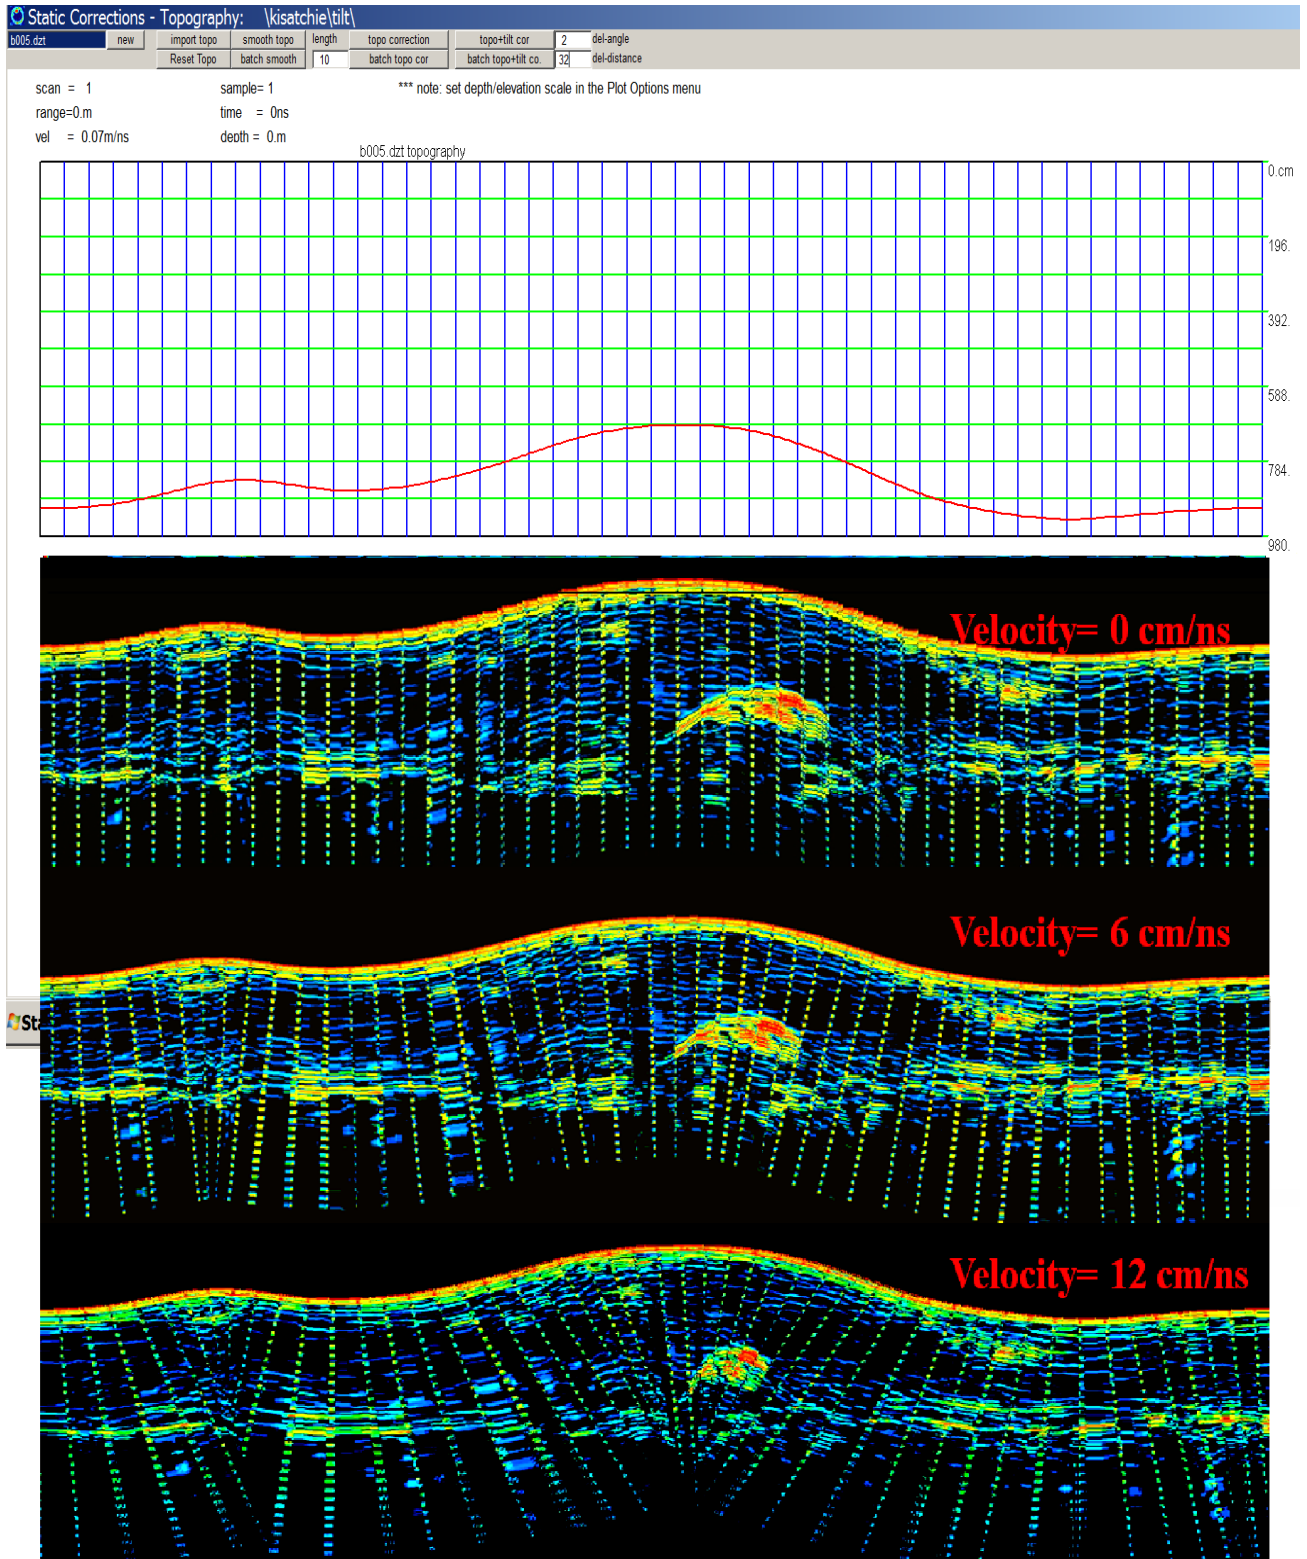 Static Corrections - Topography: \kisatchie\tilt\
b005.dzt new import topo smooth topo length topo correction topo+tilt cor 2 del-angle
Reset Topo batch smooth 10 batch topo cor batch topo+tilt co. 32 del-distance
scan = 1 sample= 1 *** note: set depth/elevation scale in the Plot Options menu
range=0.m time = 0ns
vel = 0.07m/ns depth = 0.m
b005.dzt topography
0.cm
196.
392.
588.
784.
980.
Velocity= 0 cm/ns
Velocity= 6 cm/ns
Sta
Velocity= 12 cm/ns